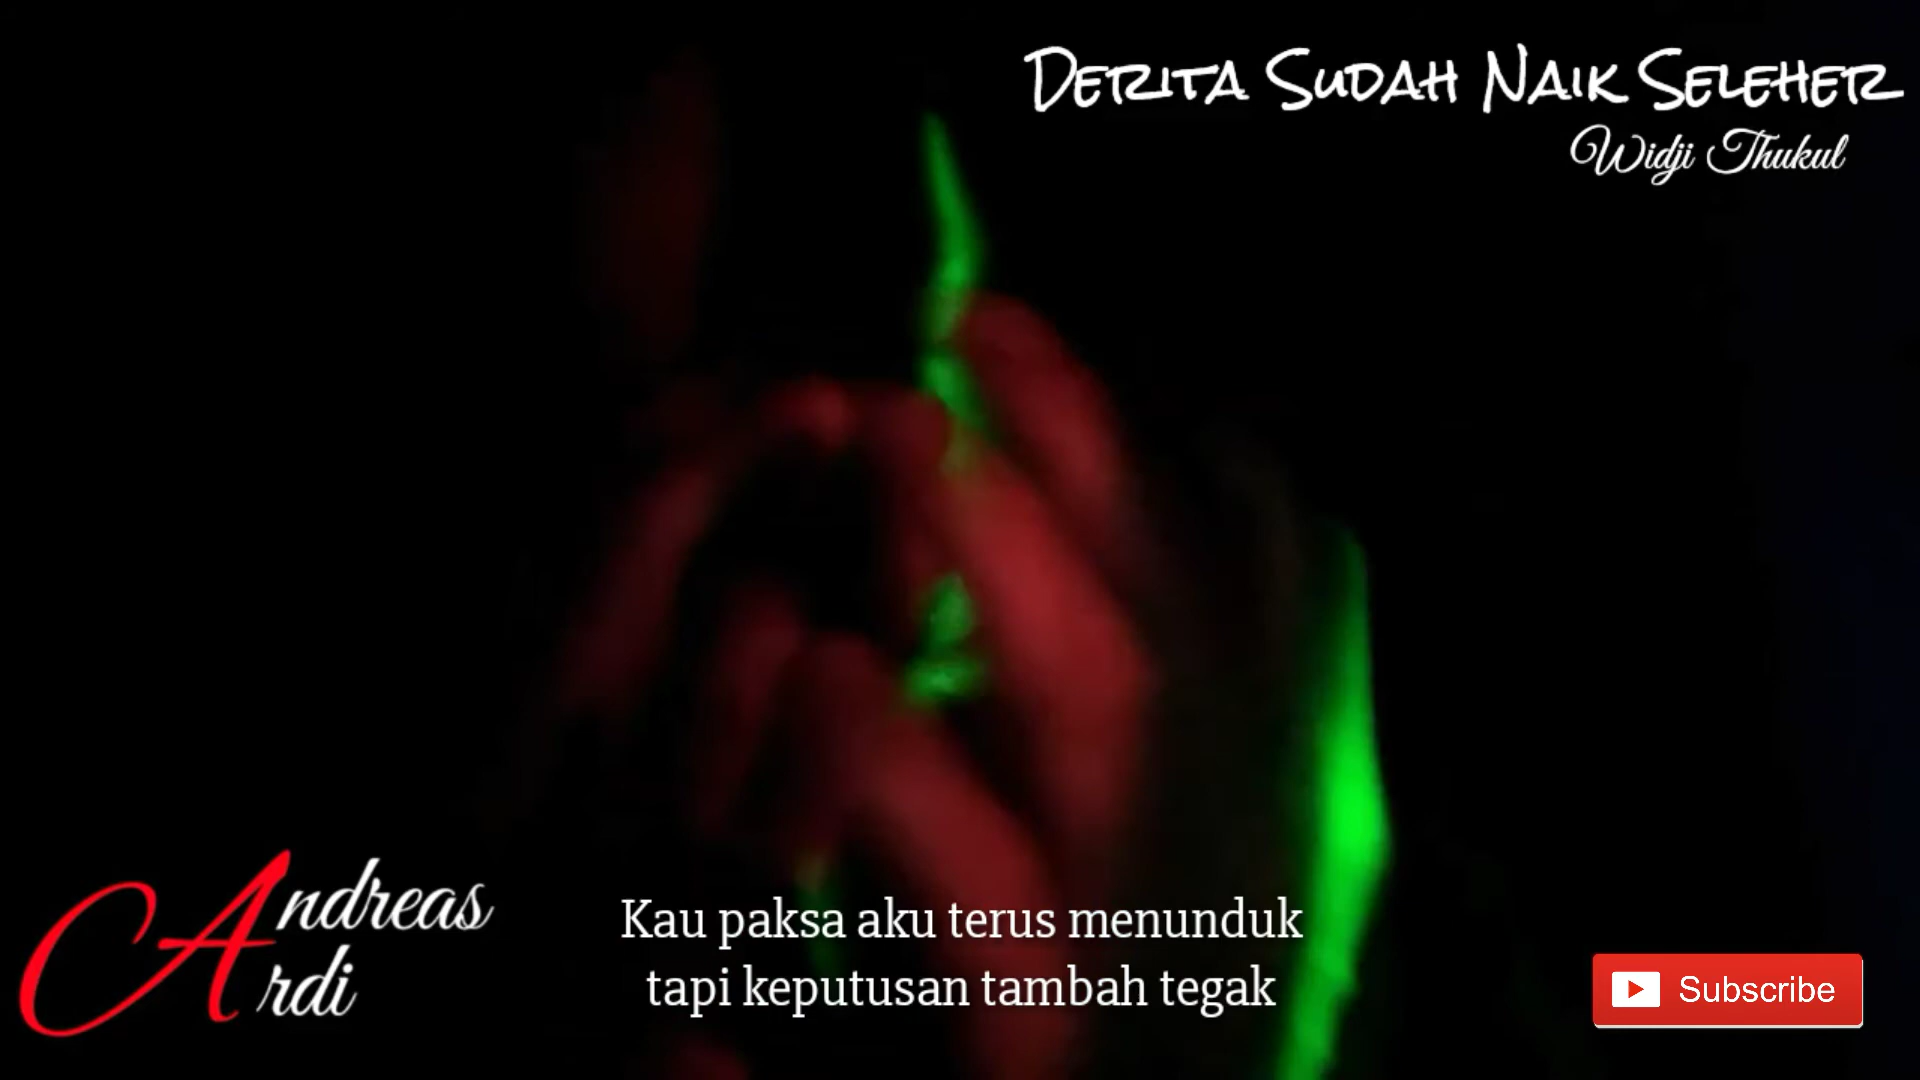 DERITA SUDAH NAIK SELEHER
Widji Thukul
Andreas
Ardi
Kau paksa aku terus menunduk
tapi keputusan tambah tegak
Subscribe